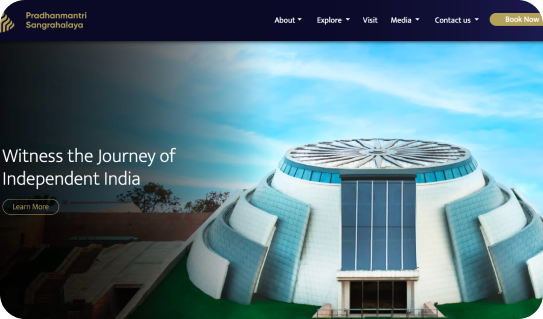 Pradhanmantri
Sangrahalaya
About Explore Visit Media Contact us Book Now
Witness the Journey of
Independent India
Learn More